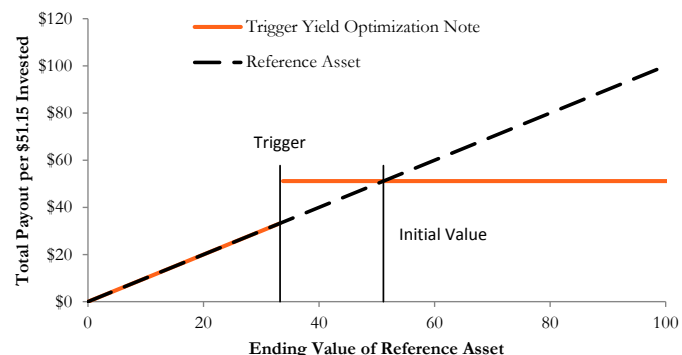 Total Payout per $51.15 Invested
$120
$100
$80
$60
$40
$20
$0
Trigger Yield Optimization Note
Reference Asset
Trigger
Initial Value
0
20
40
60
80
100
Ending Value of Reference Asset